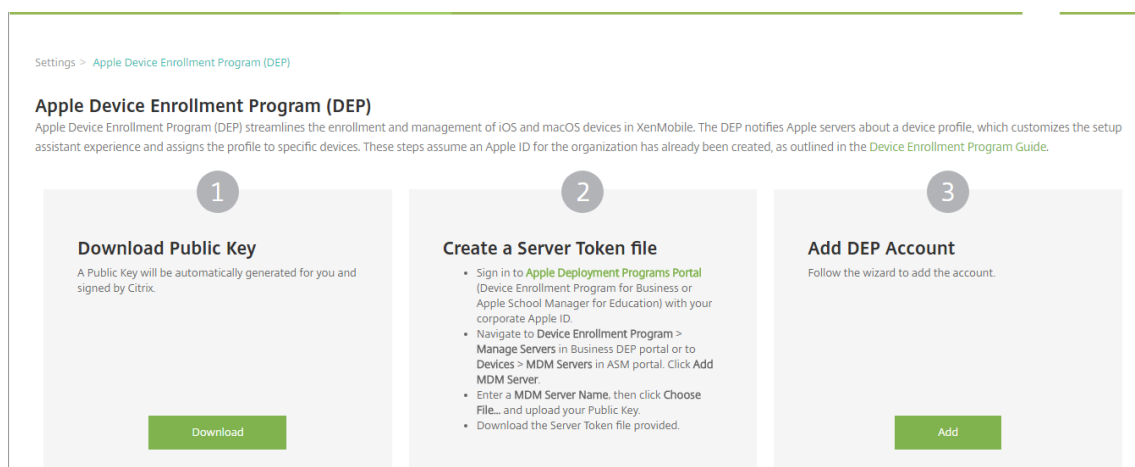 Settings > Apple Device Enrollment Program (DEP)
Apple Device Enrollment Program (DEP)
Apple Device Enrollment Program (DEP) streamlines the enrollment and management of iOS and macOS devices in XenMobile. The DEP notifies Apple servers about a device profile, which customizes the setup
assistant experience and assigns the profile to specific devices. These steps assume an Apple ID for the organization has already been created, as outlined in the Device Enrollment Program Guide.
1
Download Public Key
A Public Key will be automatically generated for you and
signed by Citrix.
Download
2
Create a Server Token file
• Sign in to Apple Deployment Programs Portal
(Device Enrollment Program for Business or
Apple School Manager for Education) with your
corporate Apple ID.
• Navigate to Device Enrollment Program >
Manage Servers in Business DEP portal or to
Devices > MDM Servers in ASM portal. Click Add
MDM Server.
• Enter a MDM Server Name, then click Choose
File... and upload your Public Key.
• Download the Server Token file provided.
3
Add DEP Account
Follow the wizard to add the account.
Add